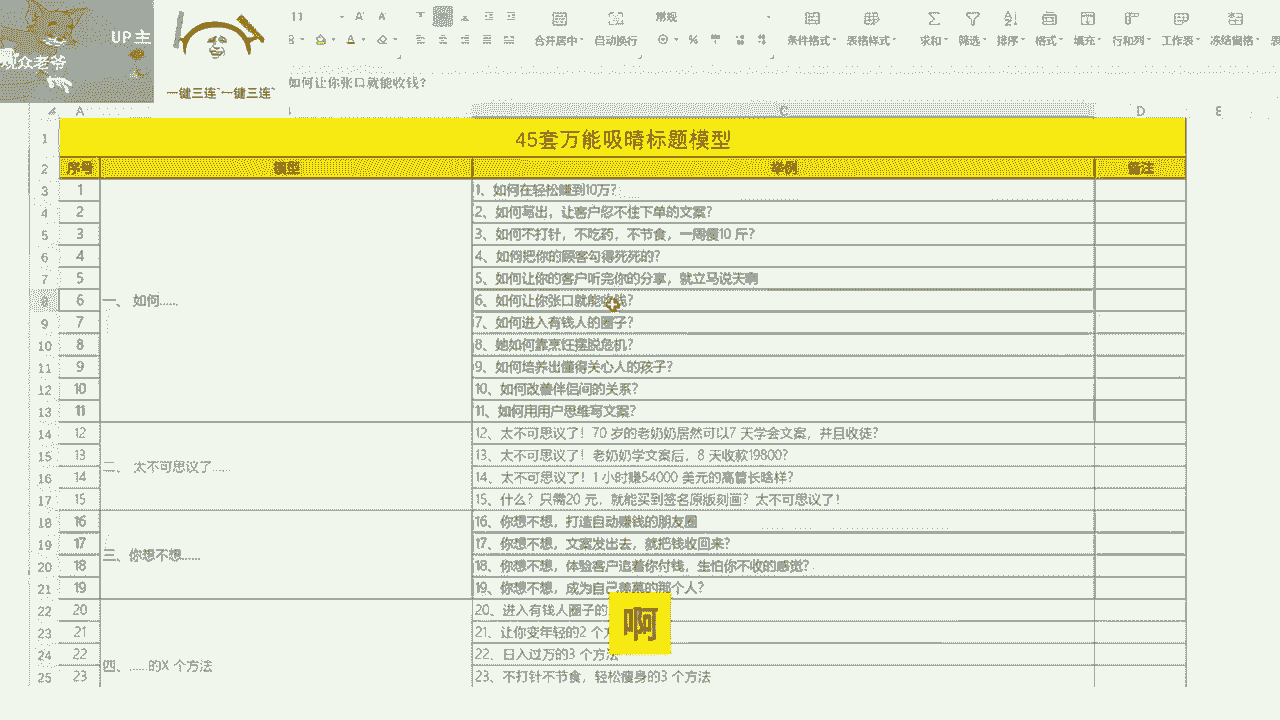 UP主
观众老爷
一键三连 一键三连
11
常规
合并居中
自动换行
条件格式
表格样式
求和
筛选
排序
格式
填充
行和列
工作表
冻结窗格
如何让你张口就能收钱?
A
C
D
E
1
45套万能吸睛标题模型
2
序号
模型
举例
备注
3
1
1、如何在轻松赚到10万?
4
2
2、如何写出,让客户忍不住下单的文案?
5
3
3、如何不打针,不吃药,不节食,一周瘦10 斤?
6
4
4、如何把你的顾客勾得死死的?
7
5
5、如何让你的客户听完你的分享,就立马说天啊
8
6
一、 如何……
6、如何让你张口就能收钱?
9
7
7、如何进入有钱人的圈子?
10
8
8、她如何靠烹饪摆脱危机?
11
9
9、如何培养出懂得关心人的孩子?
12
10
10、如何改善伴侣间的关系?
13
11
11、如何用用户思维写文案?
14
12
12、太不可思议了!70 岁的老奶奶居然可以7 天学会文案,并且收徒?
15
13
二、 太不可思议了……
13、太不可思议了!老奶奶学文案后,8 天收款19800?
16
14
14、太不可思议了!1 小时赚54000 美元的高管长啥样?
17
15
15、什么?只需20 元,就能买到签名原版刻画?太不可思议了!
18
16
16、你想不想,打造自动赚钱的朋友圈
19
17
三、你想不想……
17、你想不想,文案发出去,就把钱收回来?
20
18
18、你想不想,体验客户追着你付钱,生怕你不收的感觉?
21
19
19、你想不想,成为自己羡慕的那个人?
22
20
20、进入有钱人圈子的
23
21
21、让你变年轻的2 个方
24
22
四、……的X 个方法
22、日入过万的3 个方法
25
23
23、不打针不节食,轻松瘦身的3 个方法
啊